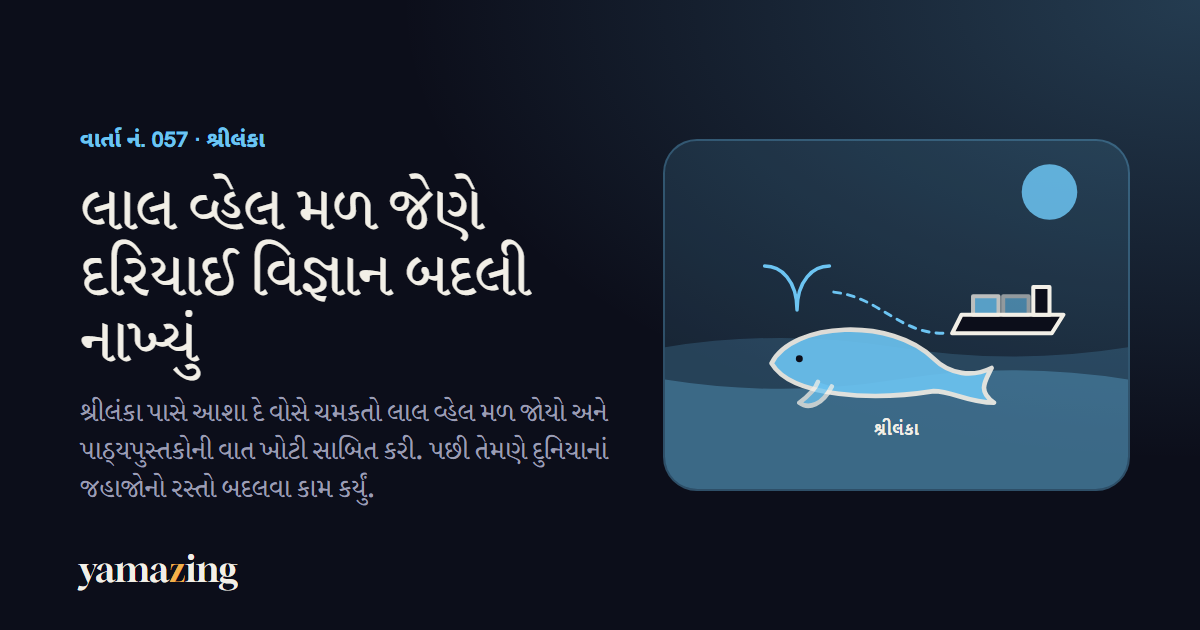 વાર્તા નં. 057 · શ્રીલંકા
લાલ વ્હેલ મળ જેણે
દરિયાઈ વિજ્ઞાન બદલી
નાખ્યું
શ્રીલંકા પાસે આશા દે વોસે ચમકતો લાલ વ્હેલ મળ જોયો અને
પાઠ્યપુસ્તકોની વાત ખોટી સાબિત કરી. પછી તેમણે દુનિયાનાં
જહાજોનો રસ્તો બદલવા કામ કર્યું.
શ્રીલંકા
yamazing